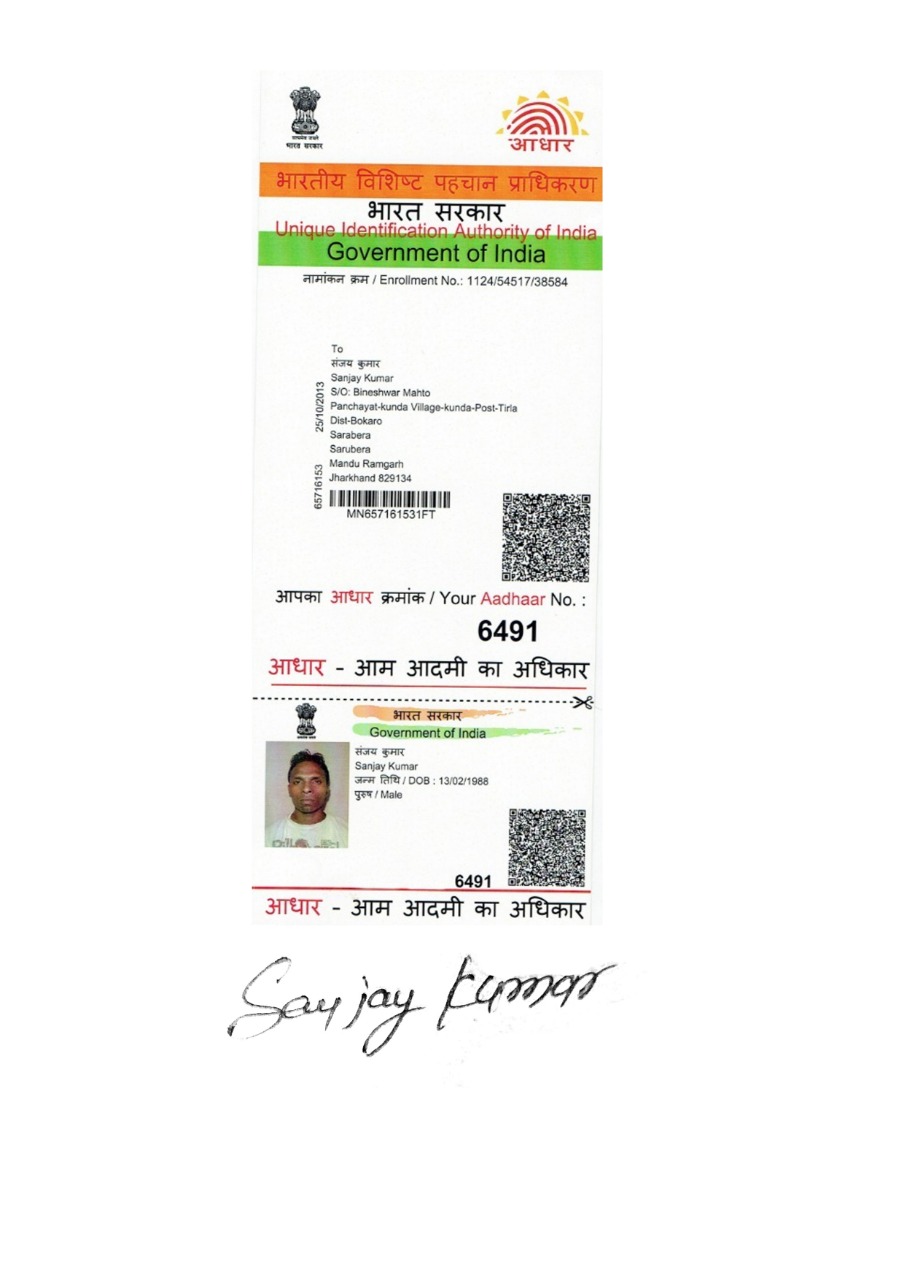 सत्यमेव जयते
भारत सरकार
आधार
भारतीय विशिष्ट पहचान प्राधिकरण
भारत सरकार
Unique Identification Authority of India
Government of India
नामांकन क्रम / Enrollment No.: 1124/54517/38584
To
संजय कुमार
Sanjay Kumar
S/O: Bineshwar Mahto
Panchayat-kunda Village-kunda-Post-Tirla
Dist-Bokaro
Sarabera
Sarubera
Mandu Ramgarh
Jharkhand 829134
25/10/2013
65716153
MN657161531FT
आपका आधार क्रमांक / Your Aadhaar No. :
6491
आधार - आम आदमी का अधिकार
भारत सरकार
Government of India
संजय कुमार
Sanjay Kumar
जन्म तिथि / DOB : 13/02/1988
पुरुष / Male
6491
आधार - आम आदमी का अधिकार
Sanjay Kumar